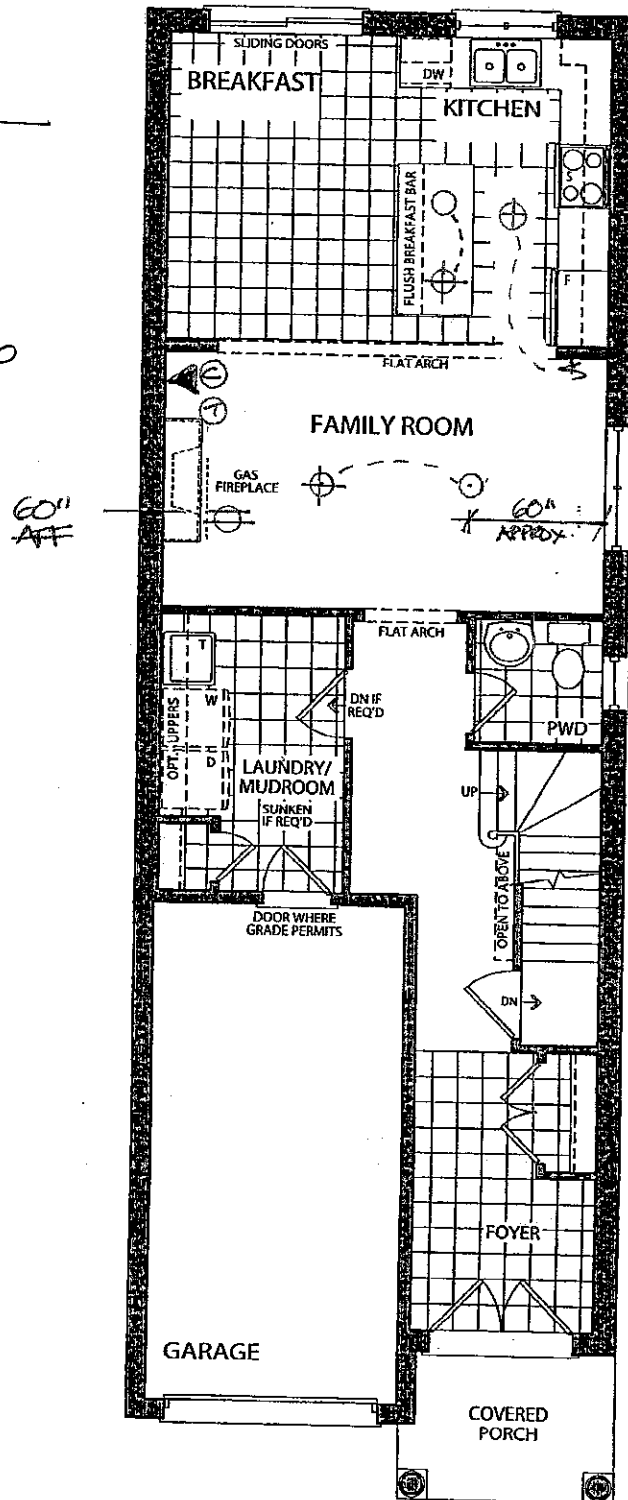 SLIDING DOORS
BREAKFAST
DW
KITCHEN
S
FLUSH BREAKFAST BAR
F
FLAT ARCH
C
T
FAMILY ROOM
GAS
FIREPLACE
60"
AFF
60"
APPROX.
FLAT ARCH
T
W
D
OPT. UPPERS
DN IF
REQ'D
LAUNDRY/
MUDROOM
SUNKEN
IF REQ'D
PWD
UP
OPEN TO ABOVE
DOOR WHERE
GRADE PERMITS
DN
FOYER
GARAGE
COVERED
PORCH